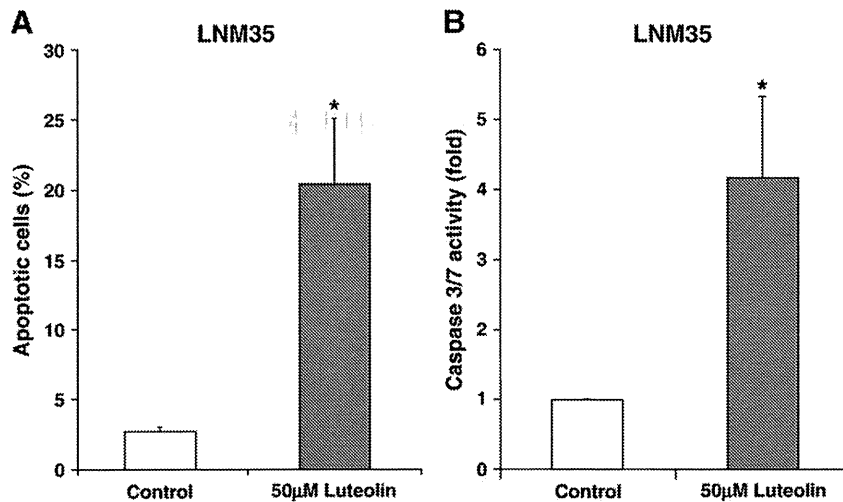 A
LNM35
Apoptotic cells (%)
30
25
20
15
10
5
0
*
Control
50μM Luteolin
B
LNM35
Caspase 3/7 activity (fold)
6
5
4
3
2
1
0
*
Control
50μM Luteolin